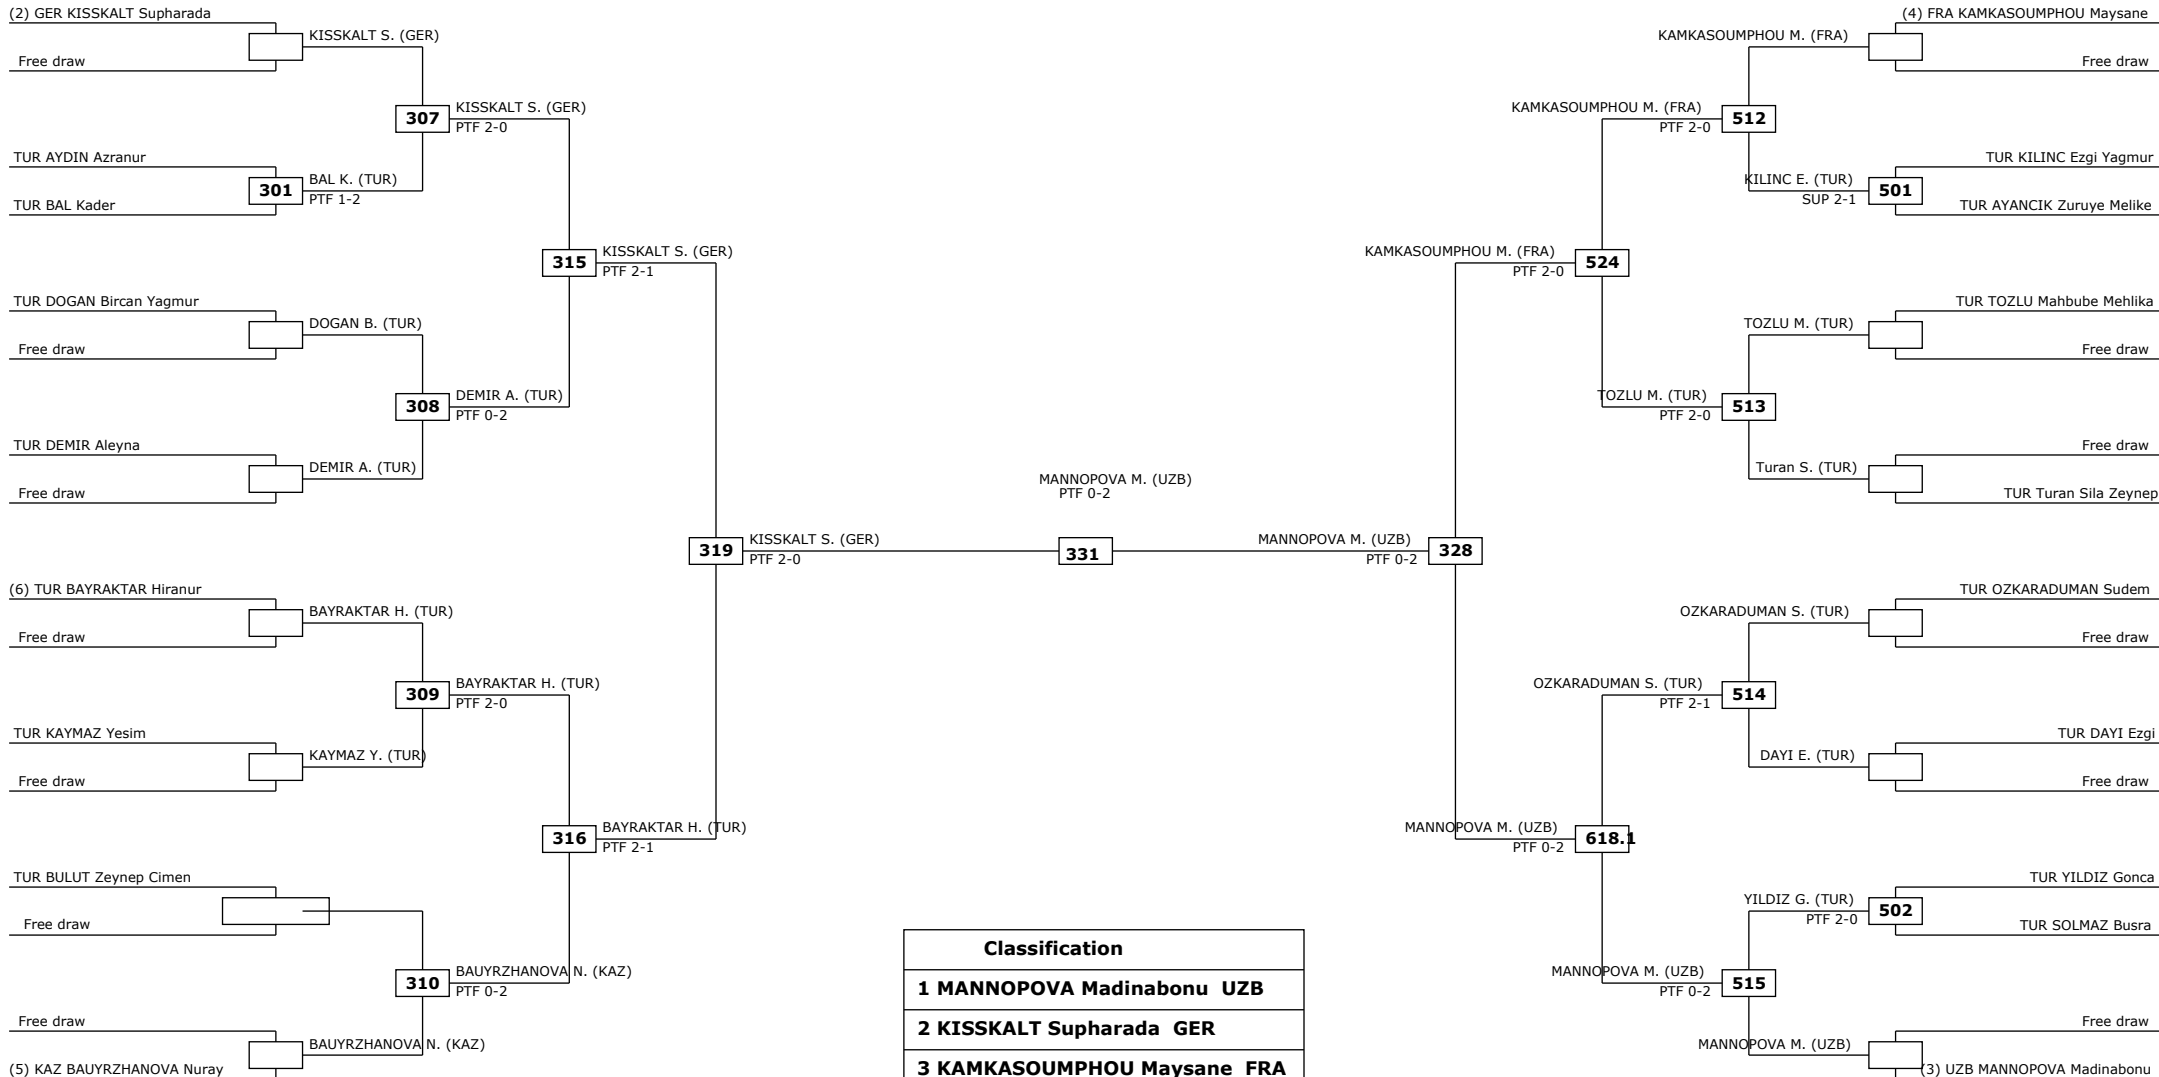 (2) GER KISSKALT Supharada
KISSKALT S. (GER)
Free draw
KISSKALT S. (GER)
307
PTF 2-0
TUR AYDIN Azranur
BAL K. (TUR)
301
PTF 1-2
TUR BAL Kader
KISSKALT S. (GER)
315
PTF 2-1
TUR DOGAN Bircan Yagmur
DOGAN B. (TUR)
Free draw
DEMIR A. (TUR)
308
PTF 0-2
TUR DEMIR Aleyna
DEMIR A. (TUR)
Free draw
KISSKALT S. (GER)
319
PTF 2-0
(6) TUR BAYRAKTAR Hiranur
BAYRAKTAR H. (TUR)
Free draw
BAYRAKTAR H. (TUR)
309
PTF 2-0
TUR KAYMAZ Yesim
KAYMAZ Y. (TUR)
Free draw
BAYRAKTAR H. (TUR)
316
PTF 2-1
TUR BULUT Zeynep Cimen
Free draw
BAUYRZHANOVA N. (KAZ)
310
PTF 0-2
Free draw
BAUYRZHANOVA N. (KAZ)
(5) KAZ BAUYRZHANOVA Nuray
MANNOPOVA M. (UZB)
PTF 0-2
331
(4) FRA KAMKASOUMPHOU Maysane
KAMKASOUMPHOU M. (FRA)
Free draw
KAMKASOUMPHOU M. (FRA)
512
PTF 2-0
TUR KILINC Ezgi Yagmur
KILINC E. (TUR)
501
SUP 2-1
TUR AYANCIK Zuruye Melike
KAMKASOUMPHOU M. (FRA)
524
PTF 2-0
TUR TOZLU Mahbube Mehlika
TOZLU M. (TUR)
Free draw
TOZLU M. (TUR)
513
PTF 2-0
Free draw
Turan S. (TUR)
TUR Turan Sila Zeynep
MANNOPOVA M. (UZB)
328
PTF 0-2
TUR OZKARADUMAN Sudem
OZKARADUMAN S. (TUR)
Free draw
OZKARADUMAN S. (TUR)
514
PTF 2-1
TUR DAYI Ezgi
DAYI E. (TUR)
Free draw
MANNOPOVA M. (UZB)
618.1
PTF 0-2
TUR YILDIZ Gonca
YILDIZ G. (TUR)
502
PTF 2-0
TUR SOLMAZ Busra
MANNOPOVA M. (UZB)
515
PTF 0-2
Free draw
MANNOPOVA M. (UZB)
(3) UZB MANNOPOVA Madinabonu
Classification
1 MANNOPOVA Madinabonu UZB
2 KISSKALT Supharada GER
3 KAMKASOUMPHOU Maysane FRA